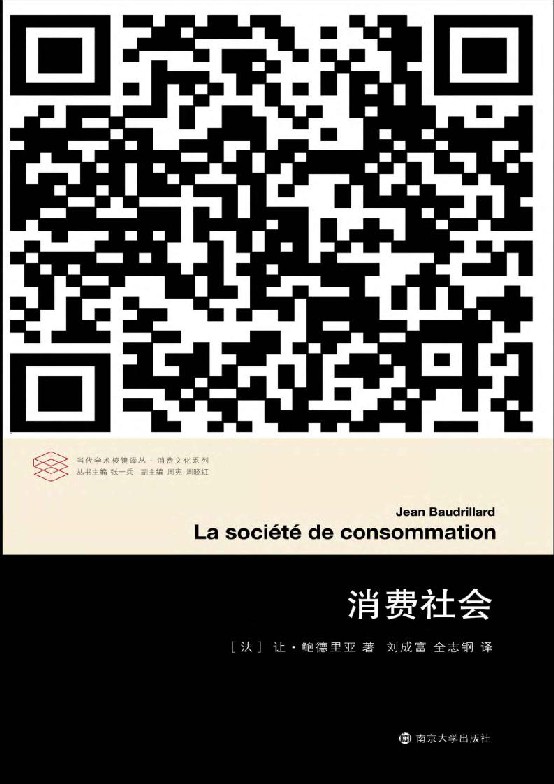 当代学术棱镜译丛·消费文化系列
丛书主编 张一兵 副主编 周宪 周晓虹
Jean Baudrillard
La société de consommation
消费社会
[法] 让·鲍德里亚 著 刘成富 全志钢 译
南京大学出版社